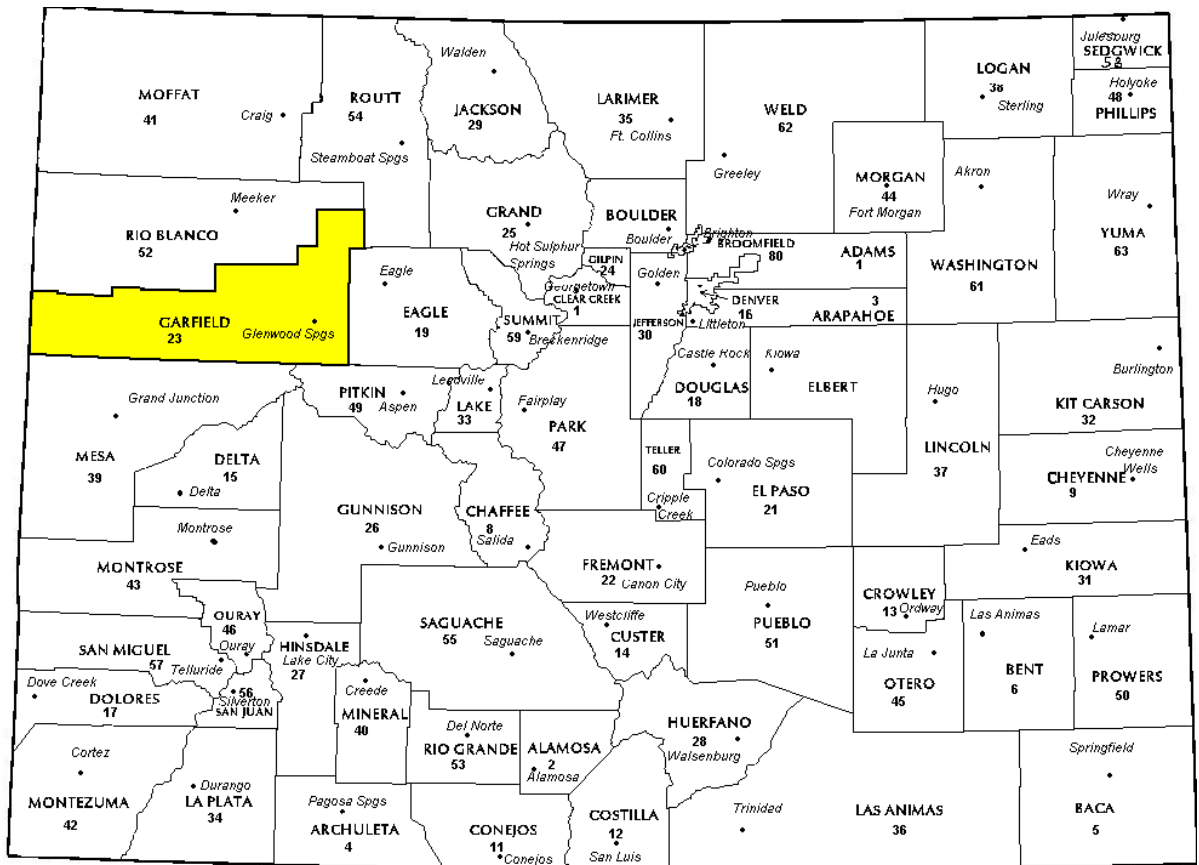 Walden
Julesburg
SEDGWICK
58
LOGAN
38
Sterling
Holyoke
48
PHILLIPS
MOFFAT
41
Craig
ROUTT
54
Steamboat Spgs
JACKSON
29
LARIMER
35
Ft. Collins
WELD
62
Greeley
MORGAN
44
Fort Morgan
Akron
Wray
YUMA
63
Meeker
RIO BLANCO
52
GRAND
25
Hot Sulphur
Springs
BOULDER
Boulder
Brighton
BROOMFIELD
80
ADAMS
1
WASHINGTON
61
GILPIN
24
Golden
Georgetown
CLEAR CREEK
1
DENVER
16
3
ARAPAHOE
Littleton
GARFIELD
23
Glenwood Spgs
Eagle
EAGLE
19
SUMMIT
59
Breckenridge
JEFFERSON
30
Castle Rock
DOUGLAS
18
Kiowa
ELBERT
Hugo
LINCOLN
37
Burlington
KIT CARSON
32
Grand Junction
MESA
39
PITKIN
49
Aspen
Leadville
LAKE
33
Fairplay
PARK
47
DELTA
15
Delta
TELLER
60
Cripple
Creek
Colorado Spgs
EL PASO
21
Cheyenne
Wells
CHEYENNE
9
GUNNISON
26
Gunnison
CHAFFEE
8
Salida
Montrose
MONTROSE
43
FREMONT
22
Canon City
Eads
KIOWA
31
Pueblo
PUEBLO
51
CROWLEY
13
Ordway
OURAY
46
Ouray
HINSDALE
Lake City
27
SAGUACHE
55
Saguache
Westcliffe
CUSTER
14
La Junta
OTERO
45
Las Animas
BENT
6
Lamar
PROWERS
50
SAN MIGUEL
57
Telluride
Dove Creek
DOLORES
17
56
Silverton
SAN JUAN
Creede
MINERAL
40
Del Norte
RIO GRANDE
53
ALAMOSA
2
Alamosa
HUERFANO
28
Walsenburg
Cortez
MONTEZUMA
42
Durango
LA PLATA
34
Pagosa Spgs
ARCHULETA
4
CONEJOS
11
Conejos
COSTILLA
12
San Luis
Trinidad
LAS ANIMAS
36
Springfield
BACA
5